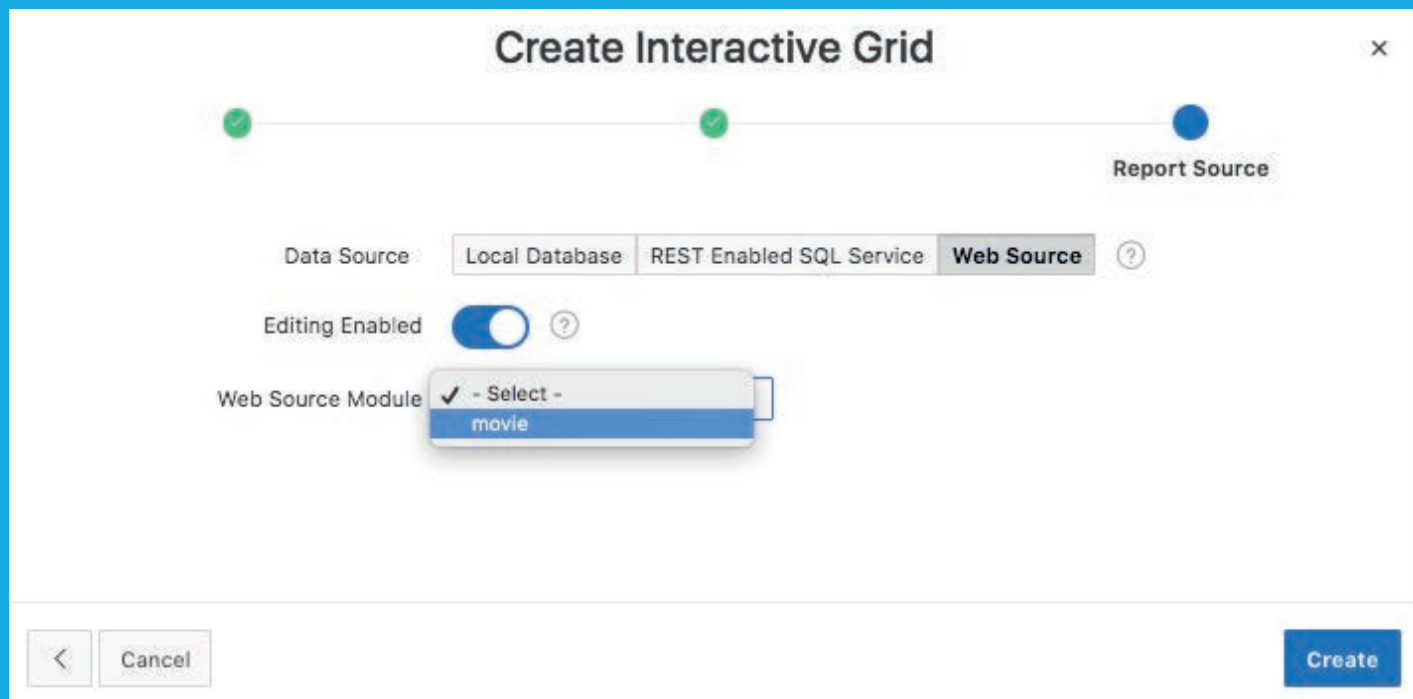 Create Interactive Grid ×
Report Source
Data Source Local Database REST Enabled SQL Service Web Source ?
Editing Enabled ?
Web Source Module ✓ - Select -
movie
< Cancel Create